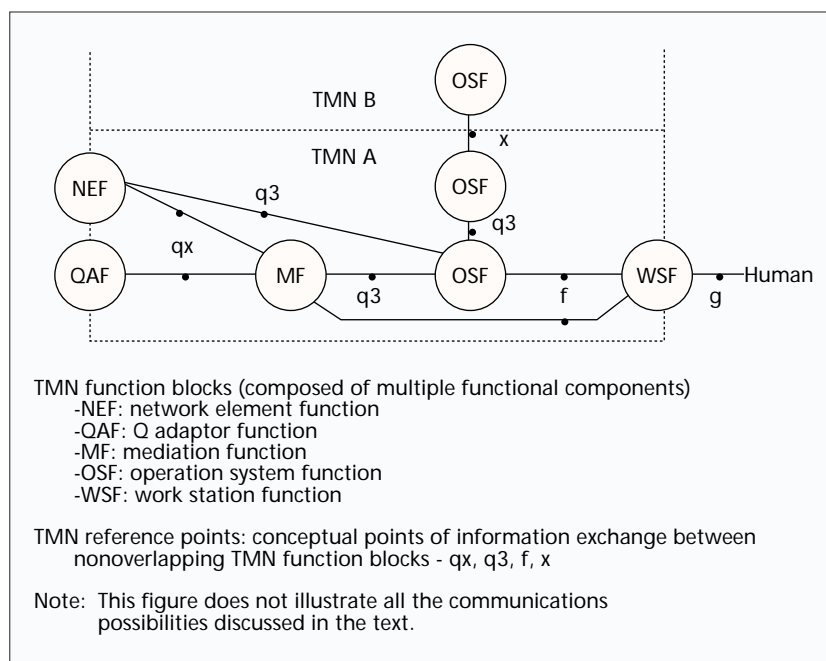 OSF
TMN B
x
TMN A
NEF
OSF
q3
q3
qx
QAF
MF
OSF
WSF
Human
q3
f
g
TMN function blocks (composed of multiple functional components)
-NEF: network element function
-QAF: Q adaptor function
-MF: mediation function
-OSF: operation system function
-WSF: work station function
TMN reference points: conceptual points of information exchange between
nonoverlapping TMN function blocks - qx, q3, f, x
Note: This figure does not illustrate all the communications
possibilities discussed in the text.